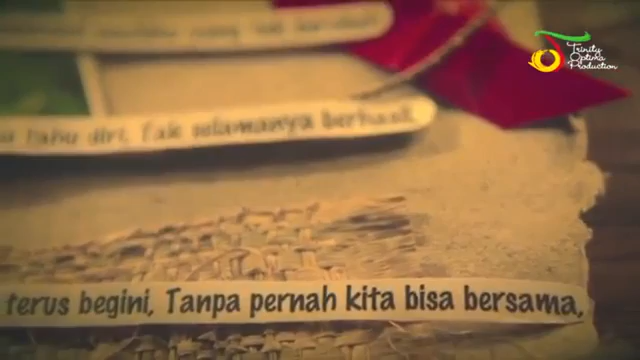 Trinity
Optima
Production
tahu diri, Tak selamanya berhasil
terus begini, Tanpa pernah kita bisa bersama,